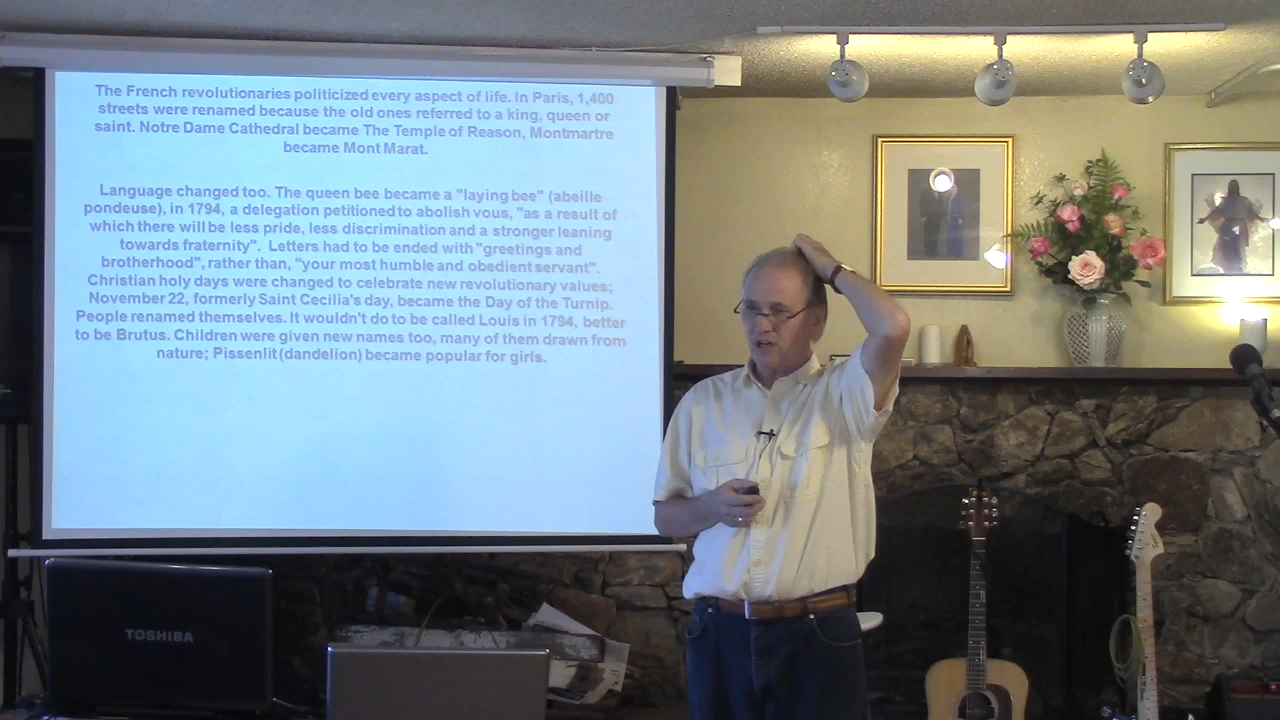 The French revolutionaries politicized every aspect of life. In Paris, 1,400
streets were renamed because the old ones referred to a king, queen or
saint. Notre Dame Cathedral became The Temple of Reason, Montmartre
became Mont Marat.
Language changed too. The queen bee became a "laying bee" (abeille
pondeuse), in 1794, a delegation petitioned to abolish vous, "as a result of
which there will be less pride, less discrimination and a stronger leaning
towards fraternity". Letters had to be ended with "greetings and
brotherhood", rather than, "your most humble and obedient servant".
Christian holy days were changed to celebrate new revolutionary values;
November 22, formerly Saint Cecilia's day, became the Day of the Turnip.
People renamed themselves. It wouldn't do to be called Louis in 1794, better
to be Brutus. Children were given new names too, many of them drawn from
nature; Pissenlit (dandelion) became popular for girls.
TOSHIBA